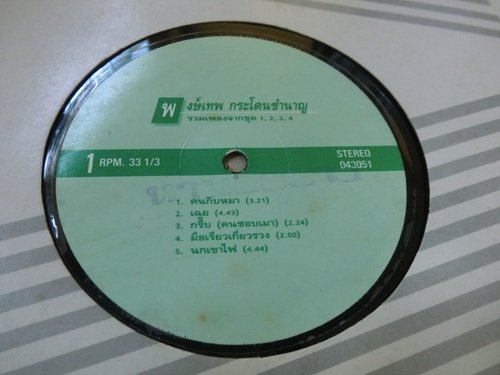 พงษ์เทพ กระโดนชำนาญ
รวมเพลงจากชุด 1, 2, 3, 4
1 RPM. 33 1/3
STEREO
043051
1. คนกับหมา (3.21)
2. เฉย (4.43)
3. กรี๊บ (คนชอบเมา) (2.24)
4. มือเรียวเกี่ยวรวง (2.50)
5. นกเขาไฟ (4.44)